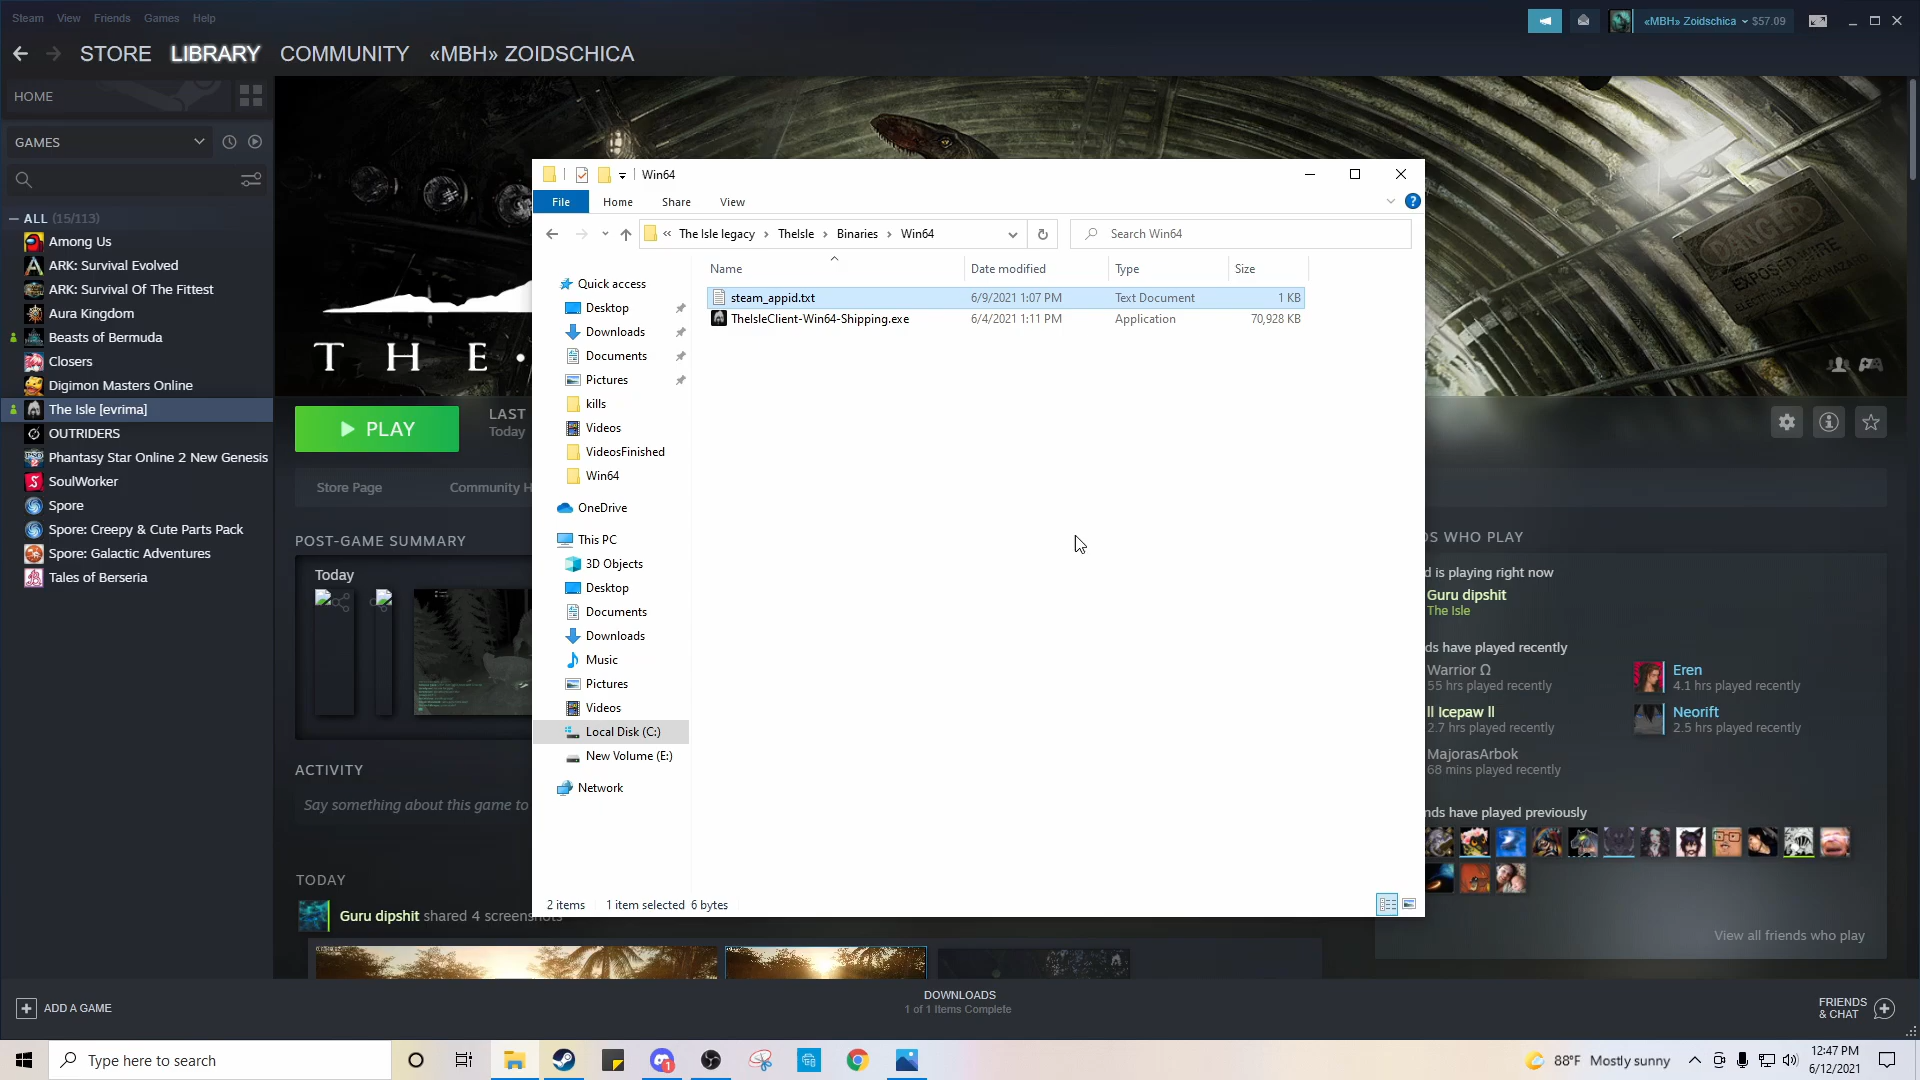 Steam View Friends Games Help
«MBH» Zoidschica $57.09
STORE LIBRARY COMMUNITY «MBH» ZOIDSCHICA
HOME
GAMES
ALL (15/113)
Among Us
ARK: Survival Evolved
ARK: Survival Of The Fittest
Aura Kingdom
Beasts of Bermuda
Closers
Digimon Masters Online
The Isle [evrima]
OUTRIDERS
Phantasy Star Online 2 New Genesis
SoulWorker
Spore
Spore: Creepy & Cute Parts Pack
Spore: Galactic Adventures
Tales of Berseria
DANGER
THE
PLAY
LAST
Today
Store Page
Community H
POST-GAME SUMMARY
Today
ACTIVITY
Say something about this game to
TODAY
Guru dipshit shared 4 screenshots
Win64
File Home Share View
« The Isle legacy › TheIsle › Binaries › Win64
Search Win64
Name Date modified Type Size
steam_appid.txt 6/9/2021 1:07 PM Text Document 1 KB
TheIsleClient-Win64-Shipping.exe 6/4/2021 1:11 PM Application 70,928 KB
Quick access
Desktop
Downloads
Documents
Pictures
kills
Videos
VideosFinished
Win64
OneDrive
This PC
3D Objects
Desktop
Documents
Downloads
Music
Pictures
Videos
Local Disk (C:)
New Volume (E:)
Network
2 items 1 item selected 6 bytes
DS WHO PLAY
d is playing right now
Guru dipshit
The Isle
ds have played recently
Warrior Ω
55 hrs played recently
Eren
4.1 hrs played recently
ll Icepaw ll
2.7 hrs played recently
Neorift
2.5 hrs played recently
MajorasArbok
68 mins played recently
nds have played previously
View all friends who play
ADD A GAME
DOWNLOADS
1 of 1 Items Complete
FRIENDS
& CHAT
Type here to search
1
88°F Mostly sunny
12:47 PM
6/12/2021